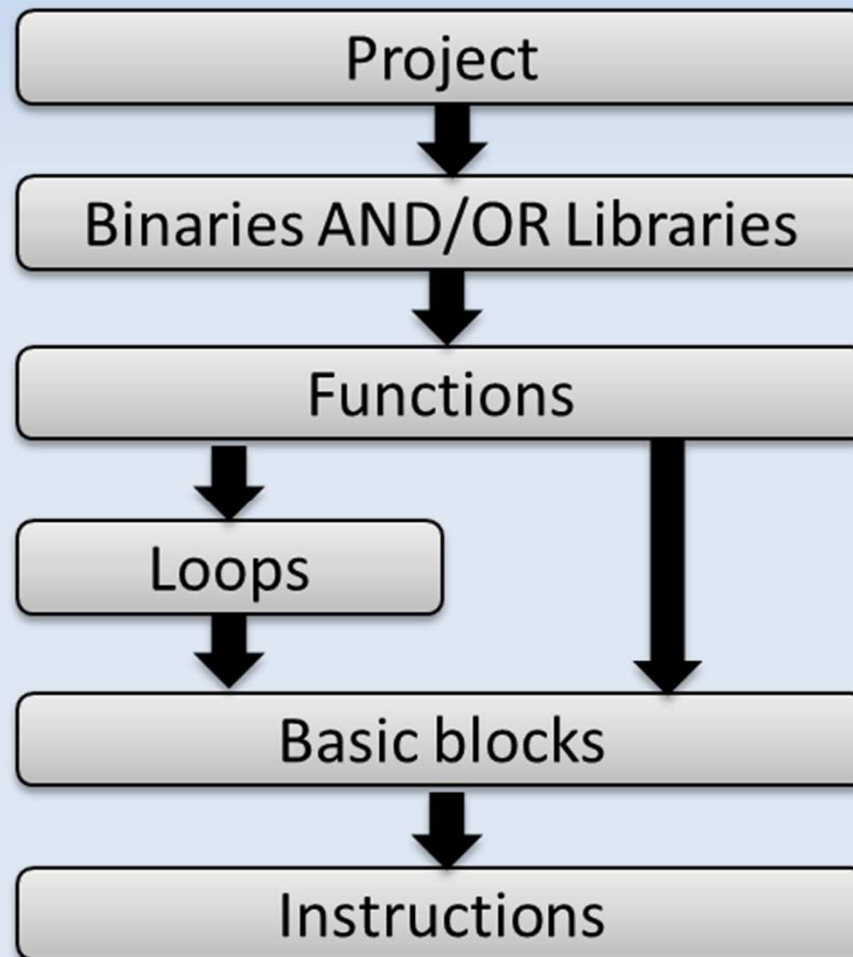 Project
Binaries AND/OR Libraries
Functions
Loops
Basic blocks
Instructions